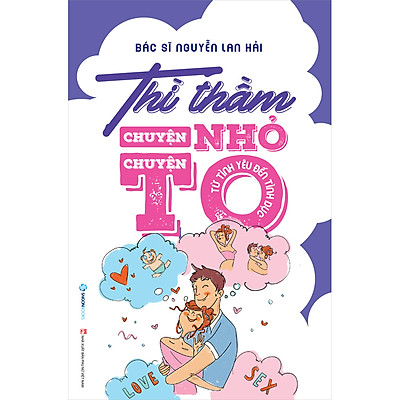 BÁC SĨ NGUYỄN LAN HẢI
Thì thầm
CHUYỆN NHỎ
CHUYỆN TO
TỪ TÌNH YÊU ĐẾN TÌNH DỤC
LOVE
SEX